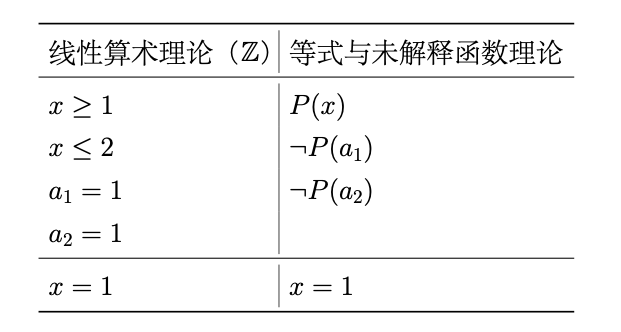 线性算术理论（ℤ） 等式与未解释函数理论
x ≥ 1 P(x)
x ≤ 2 ¬P(a₁)
a₁ = 1 ¬P(a₂)
a₂ = 1
x = 1 x = 1